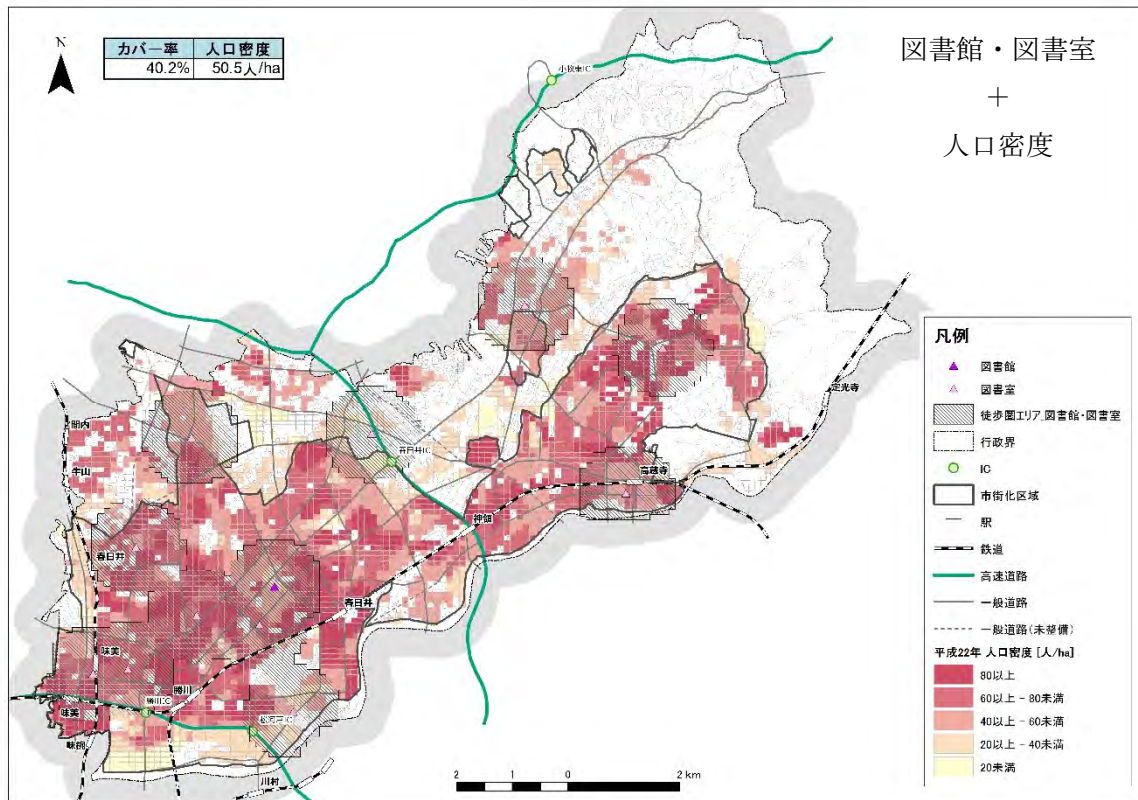 図書館・図書室
+
人口密度
N
カバー率 人口密度
40.2% 50.5人/ha
小牧東IC
定光寺
間内
牛山
春日井IC
高蔵寺
神領
春日井
春日井
味美
勝川
勝川IC
味美
松河戸IC
味鋺
川村
凡例
図書館
図書室
徒歩圏エリア_図書館・図書室
行政界
IC
市街化区域
駅
鉄道
高速道路
一般道路
一般道路(未整備)
平成22年 人口密度 [人/ha]
80以上
60以上 - 80未満
40以上 - 60未満
20以上 - 40未満
20未満
2 1 0 2 km